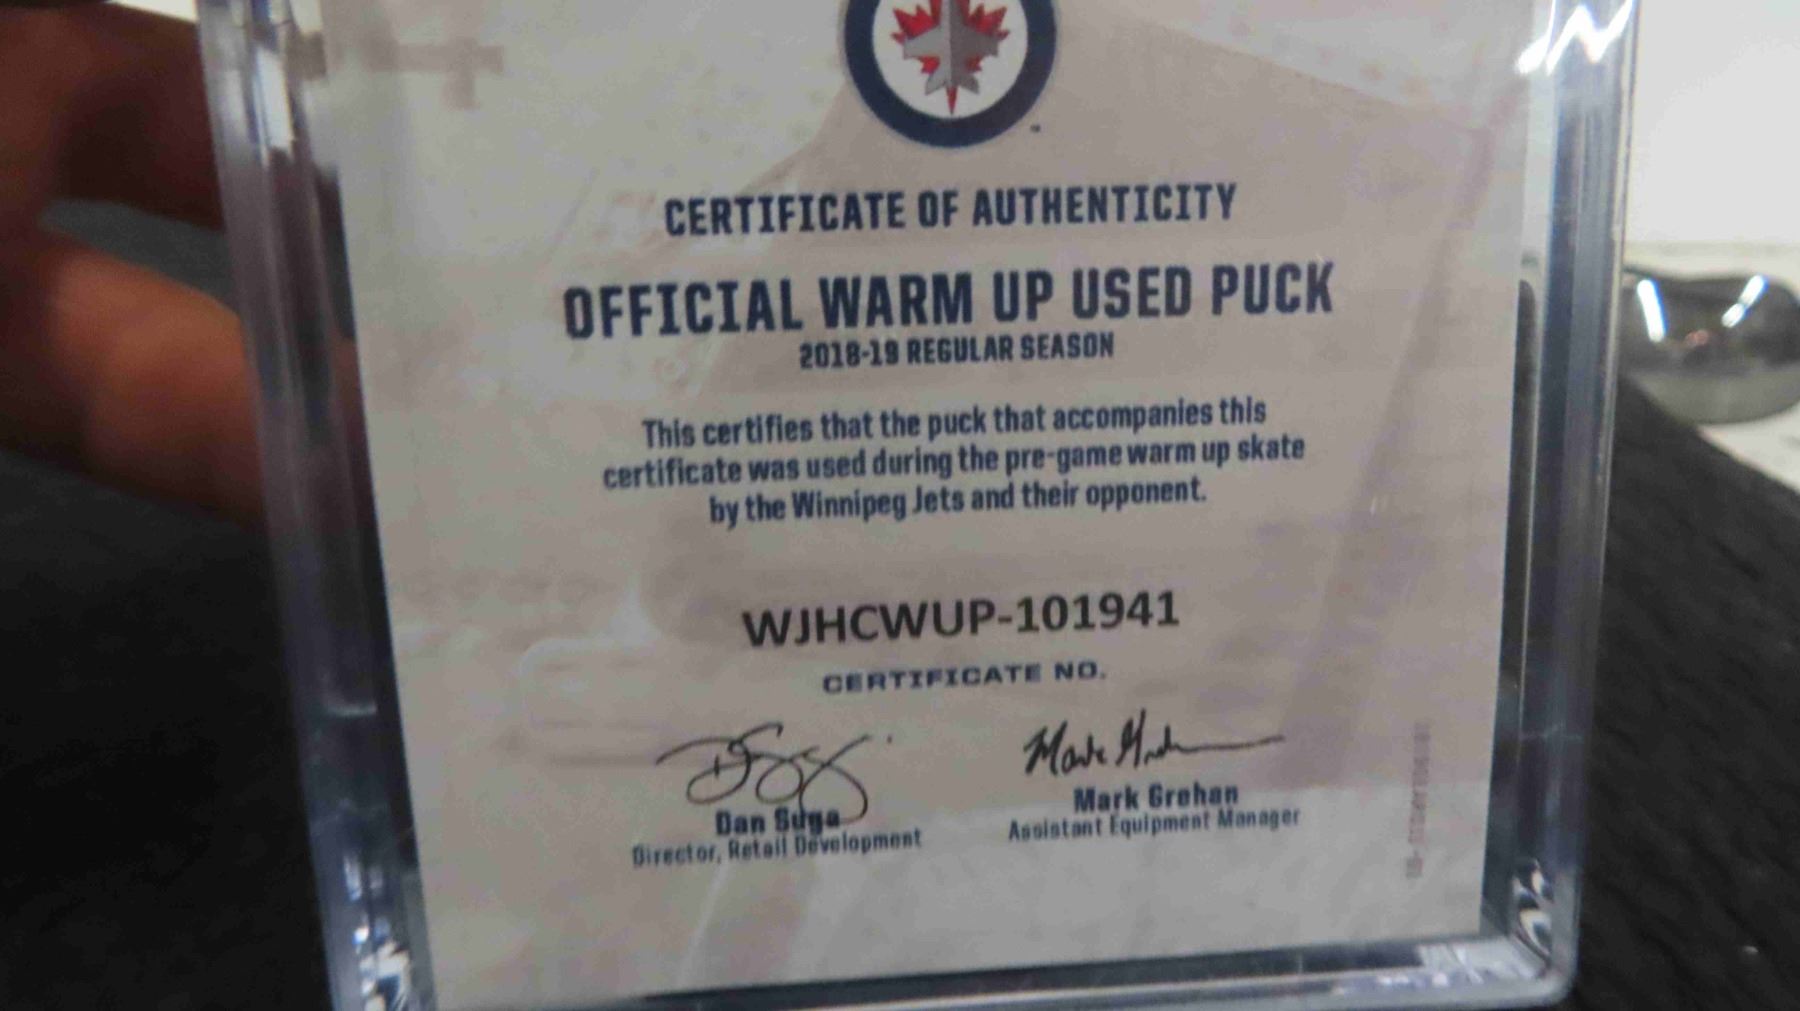 CERTIFICATE OF AUTHENTICITY
OFFICIAL WARM UP USED PUCK
2018-19 REGULAR SEASON
This certifies that the puck that accompanies this
certificate was used during the pre-game warm up skate
by the Winnipeg Jets and their opponent.
WJHCWUP-101941
CERTIFICATE NO.
Dan Suga
Director, Retail Development
Mark Grehan
Assistant Equipment Manager